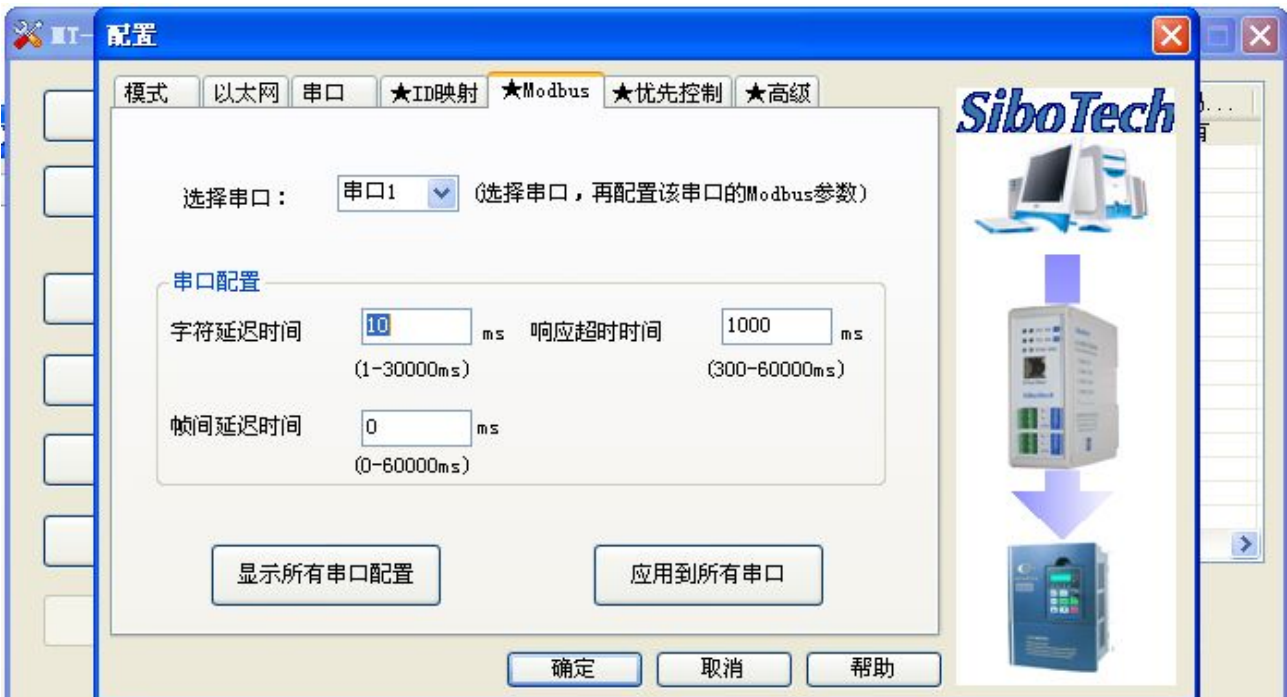 MT-
配置
模式 以太网 串口 ★ID映射 ★Modbus ★优先控制 ★高级
SiboTech
选择串口： 串口1 (选择串口，再配置该串口的Modbus参数)
串口配置
字符延迟时间 10 ms 响应超时时间 1000 ms
(1-30000ms) (300-60000ms)
帧间延迟时间 0 ms
(0-60000ms)
显示所有串口配置 应用到所有串口
确定 取消 帮助